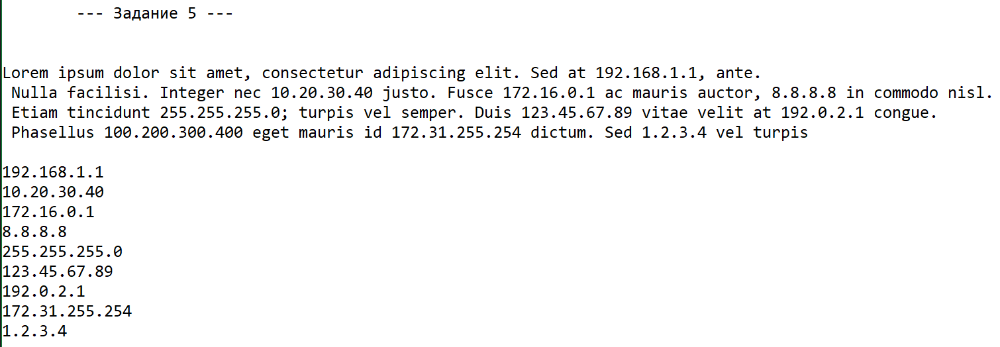 --- Задание 5 ---
Lorem ipsum dolor sit amet, consectetur adipiscing elit. Sed at 192.168.1.1, ante.
Nulla facilisi. Integer nec 10.20.30.40 justo. Fusce 172.16.0.1 ac mauris auctor, 8.8.8.8 in commodo nisl.
Etiam tincidunt 255.255.255.0; turpis vel semper. Duis 123.45.67.89 vitae velit at 192.0.2.1 congue.
Phasellus 100.200.300.400 eget mauris id 172.31.255.254 dictum. Sed 1.2.3.4 vel turpis
192.168.1.1
10.20.30.40
172.16.0.1
8.8.8.8
255.255.255.0
123.45.67.89
192.0.2.1
172.31.255.254
1.2.3.4